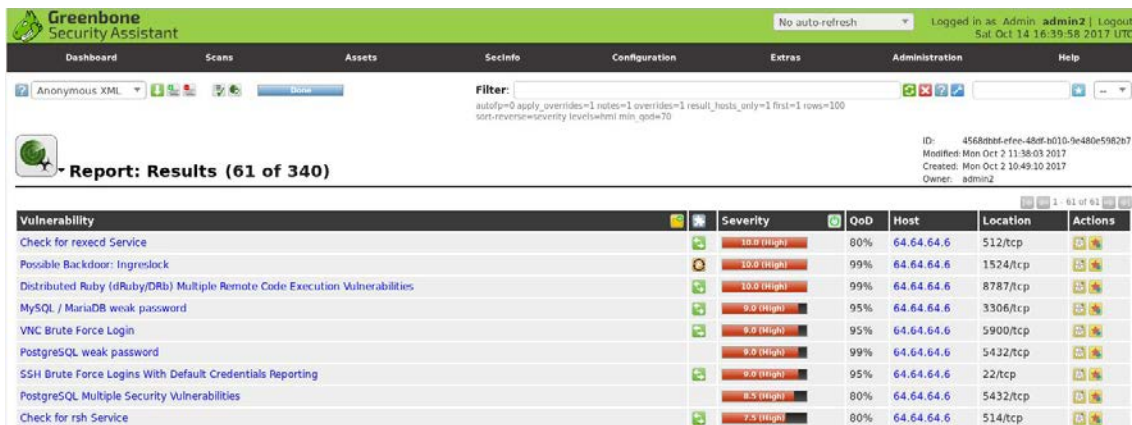 Greenbone
Security Assistant
No auto-refresh
Logged in as Admin admin2 | Logout
Sat Oct 14 16:39:58 2017 UTC
Dashboard Scans Assets SecInfo Configuration Extras Administration Help
Anonymous XML Done Filter: --
autofp=0 apply_overrides=1 notes=1 overrides=1 result_hosts_only=1 first=1 rows=100
sort-reverse=severity levels=hml min_qod=70
Report: Results (61 of 340)
ID: 4568dbbf-efee-48df-b010-9e480e5982b7
Modified: Mon Oct 2 11:38:03 2017
Created: Mon Oct 2 10:49:10 2017
Owner: admin2
1 - 61 of 61
Vulnerability Severity QoD Host Location Actions
Check for rexecd Service 10.0 (High) 80% 64.64.64.6 512/tcp
Possible Backdoor: Ingreslock 10.0 (High) 99% 64.64.64.6 1524/tcp
Distributed Ruby (dRuby/DRb) Multiple Remote Code Execution Vulnerabilities 10.0 (High) 99% 64.64.64.6 8787/tcp
MySQL / MariaDB weak password 9.0 (High) 95% 64.64.64.6 3306/tcp
VNC Brute Force Login 9.0 (High) 95% 64.64.64.6 5900/tcp
PostgreSQL weak password 9.0 (High) 99% 64.64.64.6 5432/tcp
SSH Brute Force Logins With Default Credentials Reporting 9.0 (High) 95% 64.64.64.6 22/tcp
PostgreSQL Multiple Security Vulnerabilities 8.5 (High) 80% 64.64.64.6 5432/tcp
Check for rsh Service 7.5 (High) 80% 64.64.64.6 514/tcp